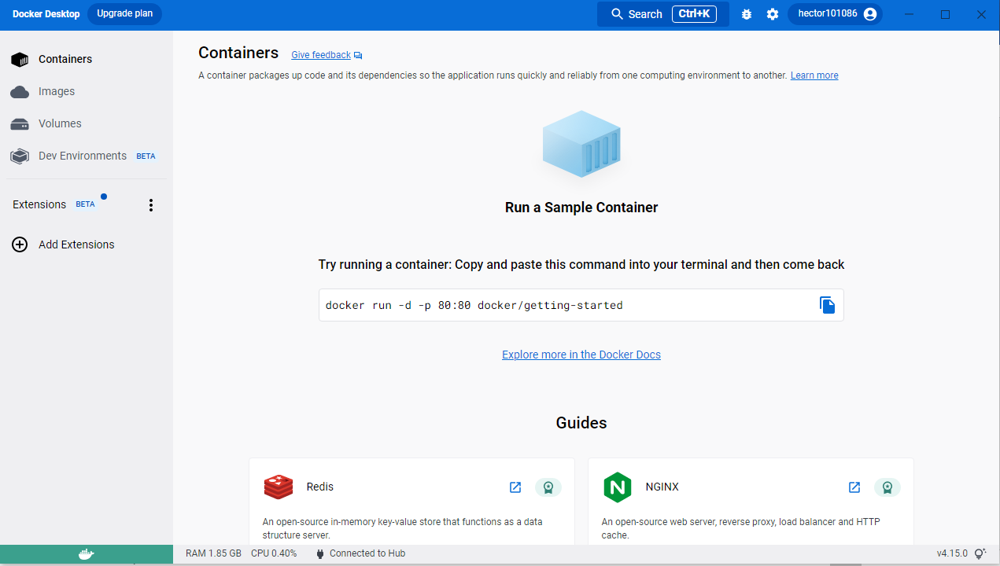 Docker Desktop Upgrade plan Search Ctrl+K hector101086
Containers
Images
Volumes
Dev Environments BETA
Extensions BETA
Add Extensions
Containers Give feedback
A container packages up code and its dependencies so the application runs quickly and reliably from one computing environment to another. Learn more
Run a Sample Container
Try running a container: Copy and paste this command into your terminal and then come back
docker run -d -p 80:80 docker/getting-started
Explore more in the Docker Docs
Guides
Redis
An open-source in-memory key-value store that functions as a data
structure server.
N NGINX
An open-source web server, reverse proxy, load balancer and HTTP
cache.
RAM 1.85 GB CPU 0.40% Connected to Hub v4.15.0